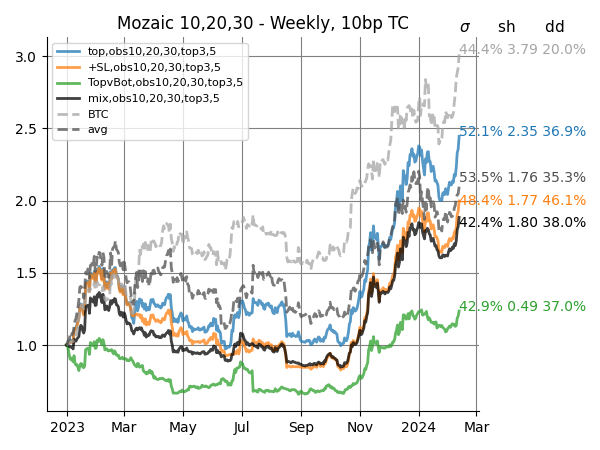 Mozaic 10,20,30 - Weekly, 10bp TC
σ sh dd
top,obs10,20,30,top3,5
+SL,obs10,20,30,top3,5
TopvBot,obs10,20,30,top3,5
mix,obs10,20,30,top3,5
BTC
avg
44.4% 3.79 20.0%
52.1% 2.35 36.9%
53.5% 1.76 35.3%
48.4% 1.77 46.1%
42.4% 1.80 38.0%
42.9% 0.49 37.0%
3.0
2.5
2.0
1.5
1.0
2023 Mar May Jul Sep Nov 2024 Mar